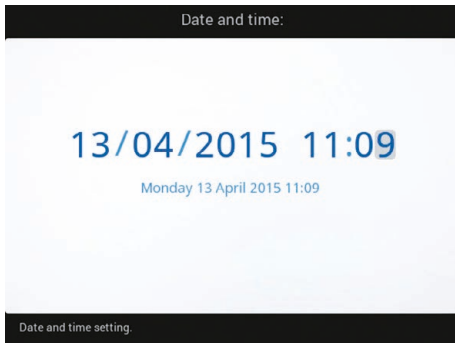 Date and time:
13/04/2015 11:09
Monday 13 April 2015 11:09
Date and time setting.